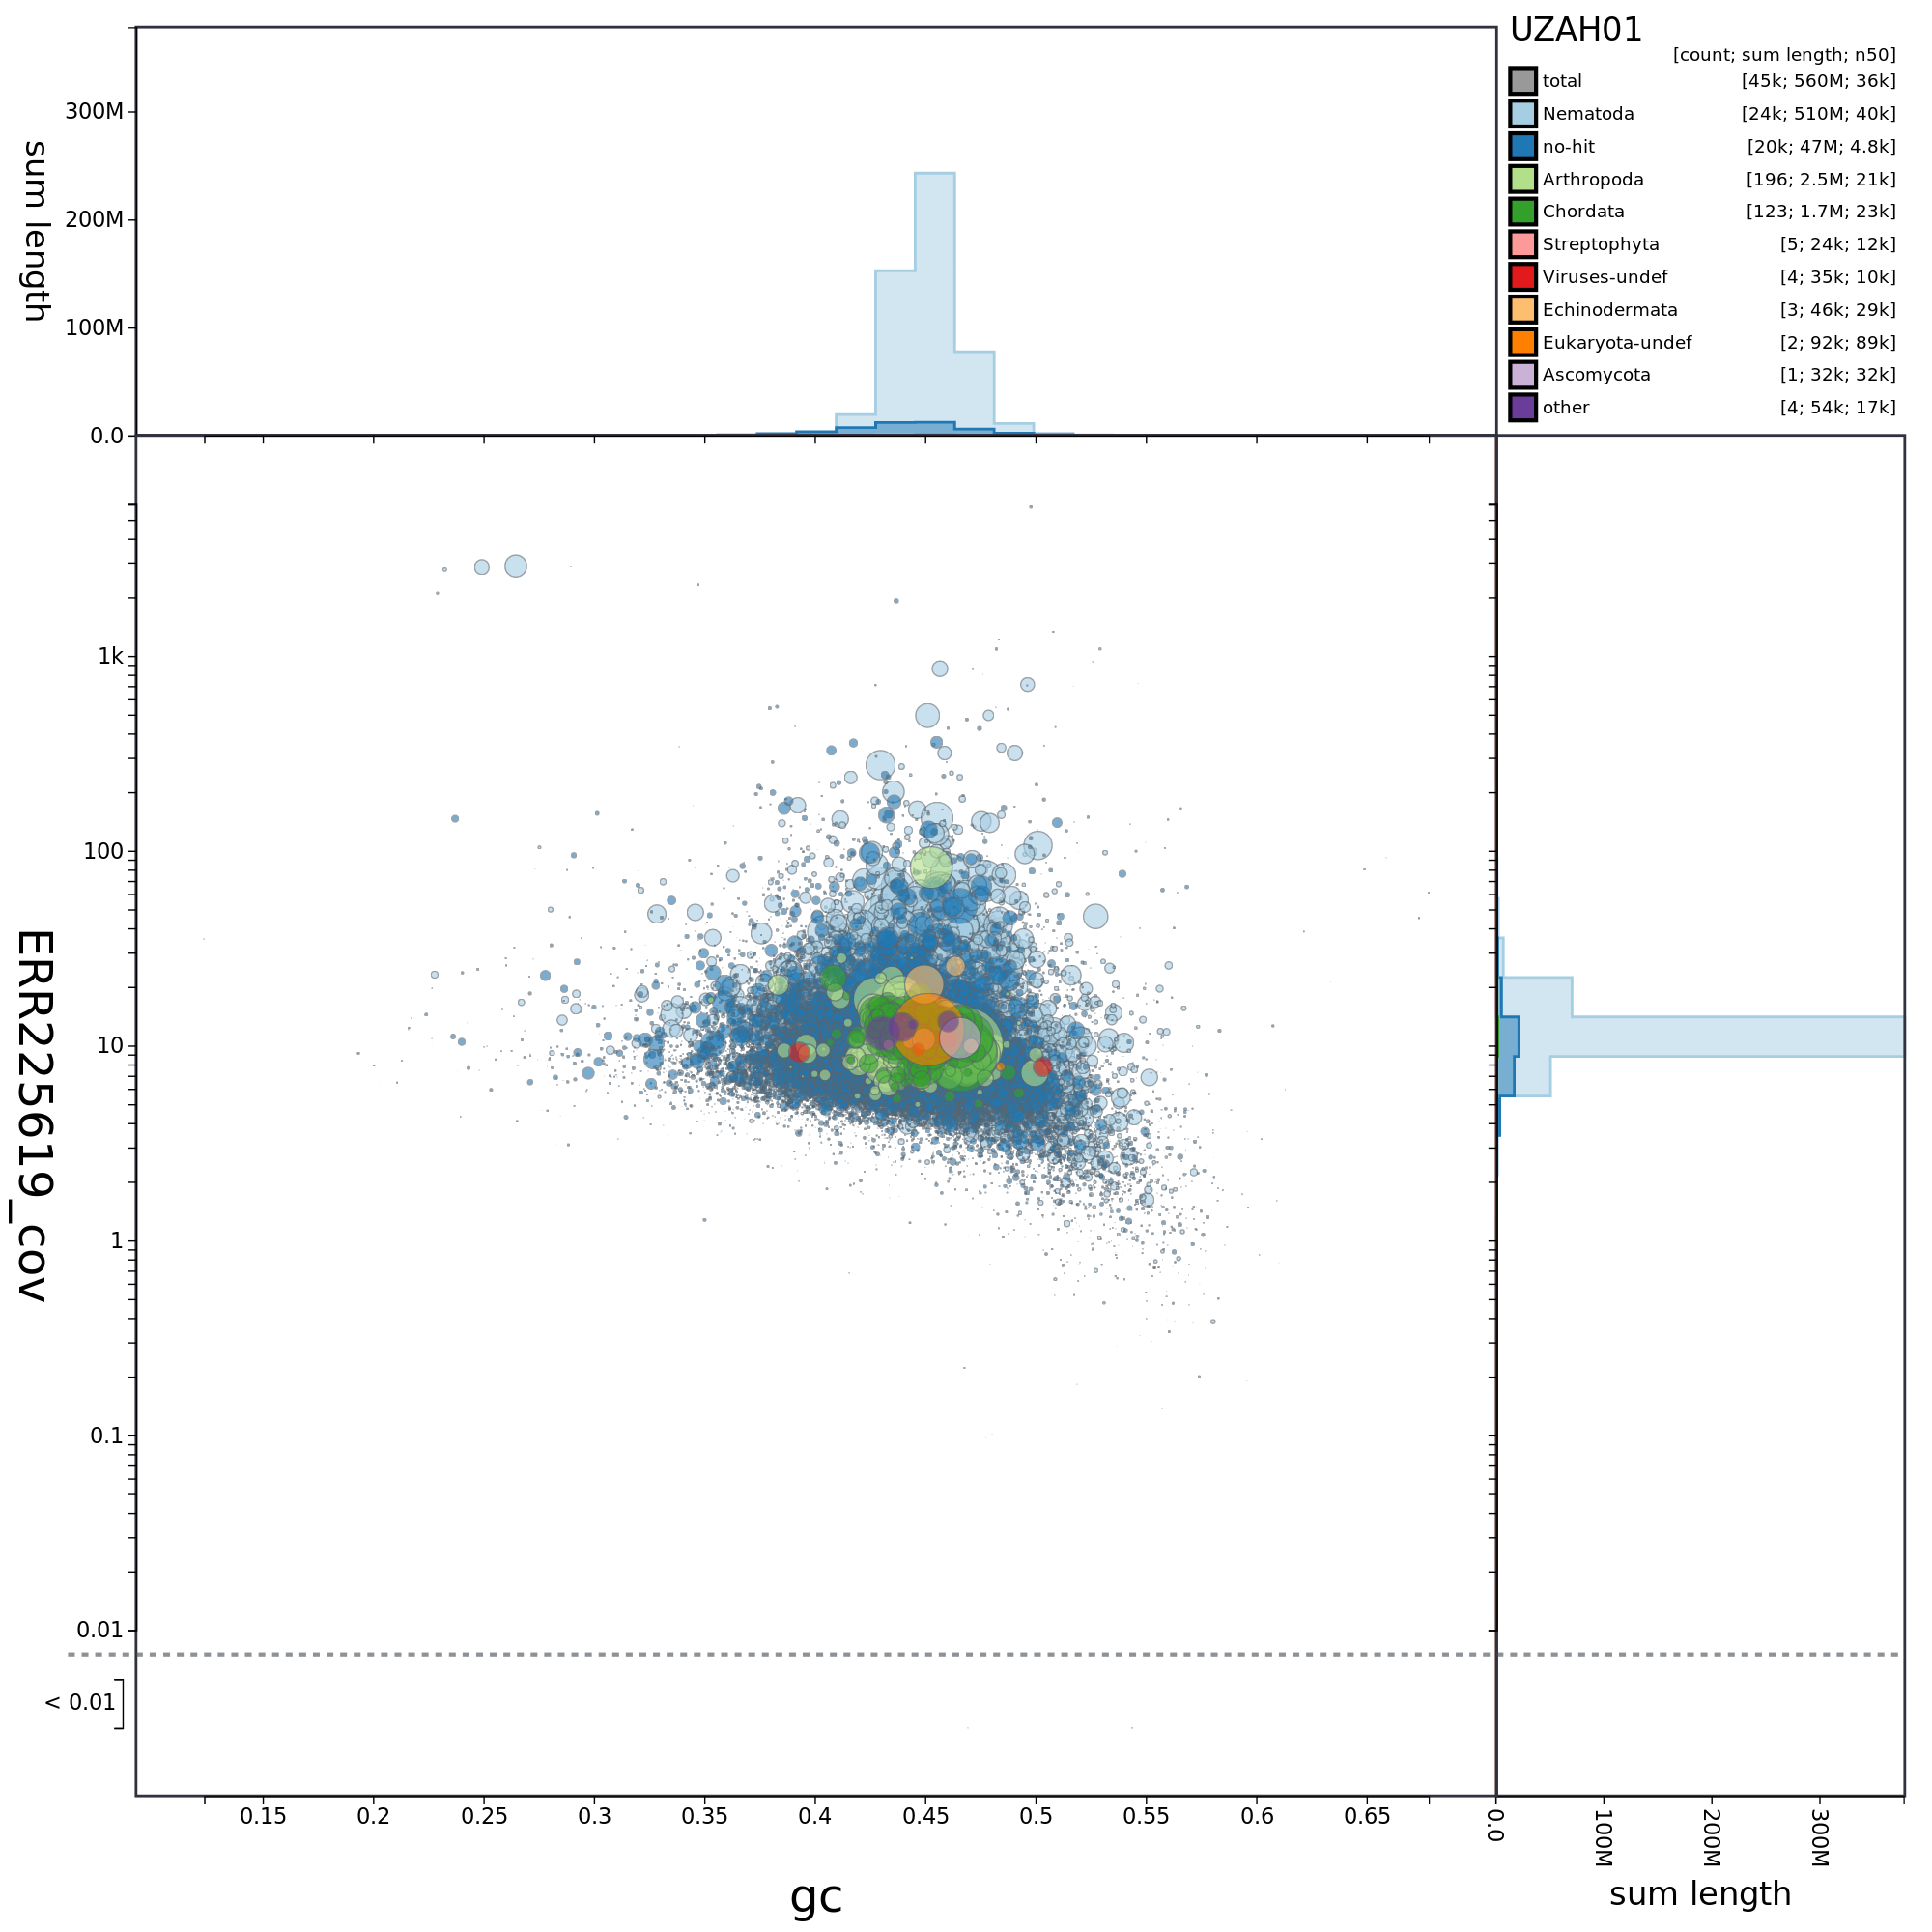 UZAH01
[count; sum length; n50]
total [45k; 560M; 36k]
Nematoda [24k; 510M; 40k]
no-hit [20k; 47M; 4.8k]
Arthropoda [196; 2.5M; 21k]
Chordata [123; 1.7M; 23k]
Streptophyta [5; 24k; 12k]
Viruses-undef [4; 35k; 10k]
Echinodermata [3; 46k; 29k]
Eukaryota-undef [2; 92k; 89k]
Ascomycota [1; 32k; 32k]
other [4; 54k; 17k]
sum length
300M
200M
100M
0.0
ERR225619_cov
1k
100
10
1
0.1
0.01
< 0.01
0.15 0.2 0.25 0.3 0.35 0.4 0.45 0.5 0.55 0.6 0.65
gc
0.0 100M 200M 300M
sum length